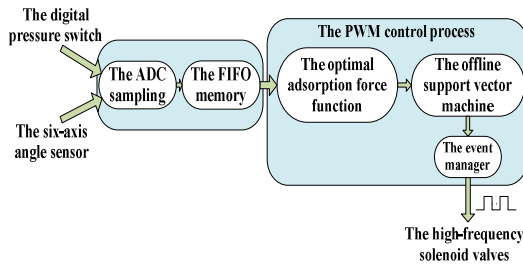 The digital
pressure switch
The six-axis
angle sensor
The ADC
sampling
The FIFO
memory
The PWM control process
The optimal
adsorption force
function
The offline
support vector
machine
The event
manager
The high-frequency
solenoid valves